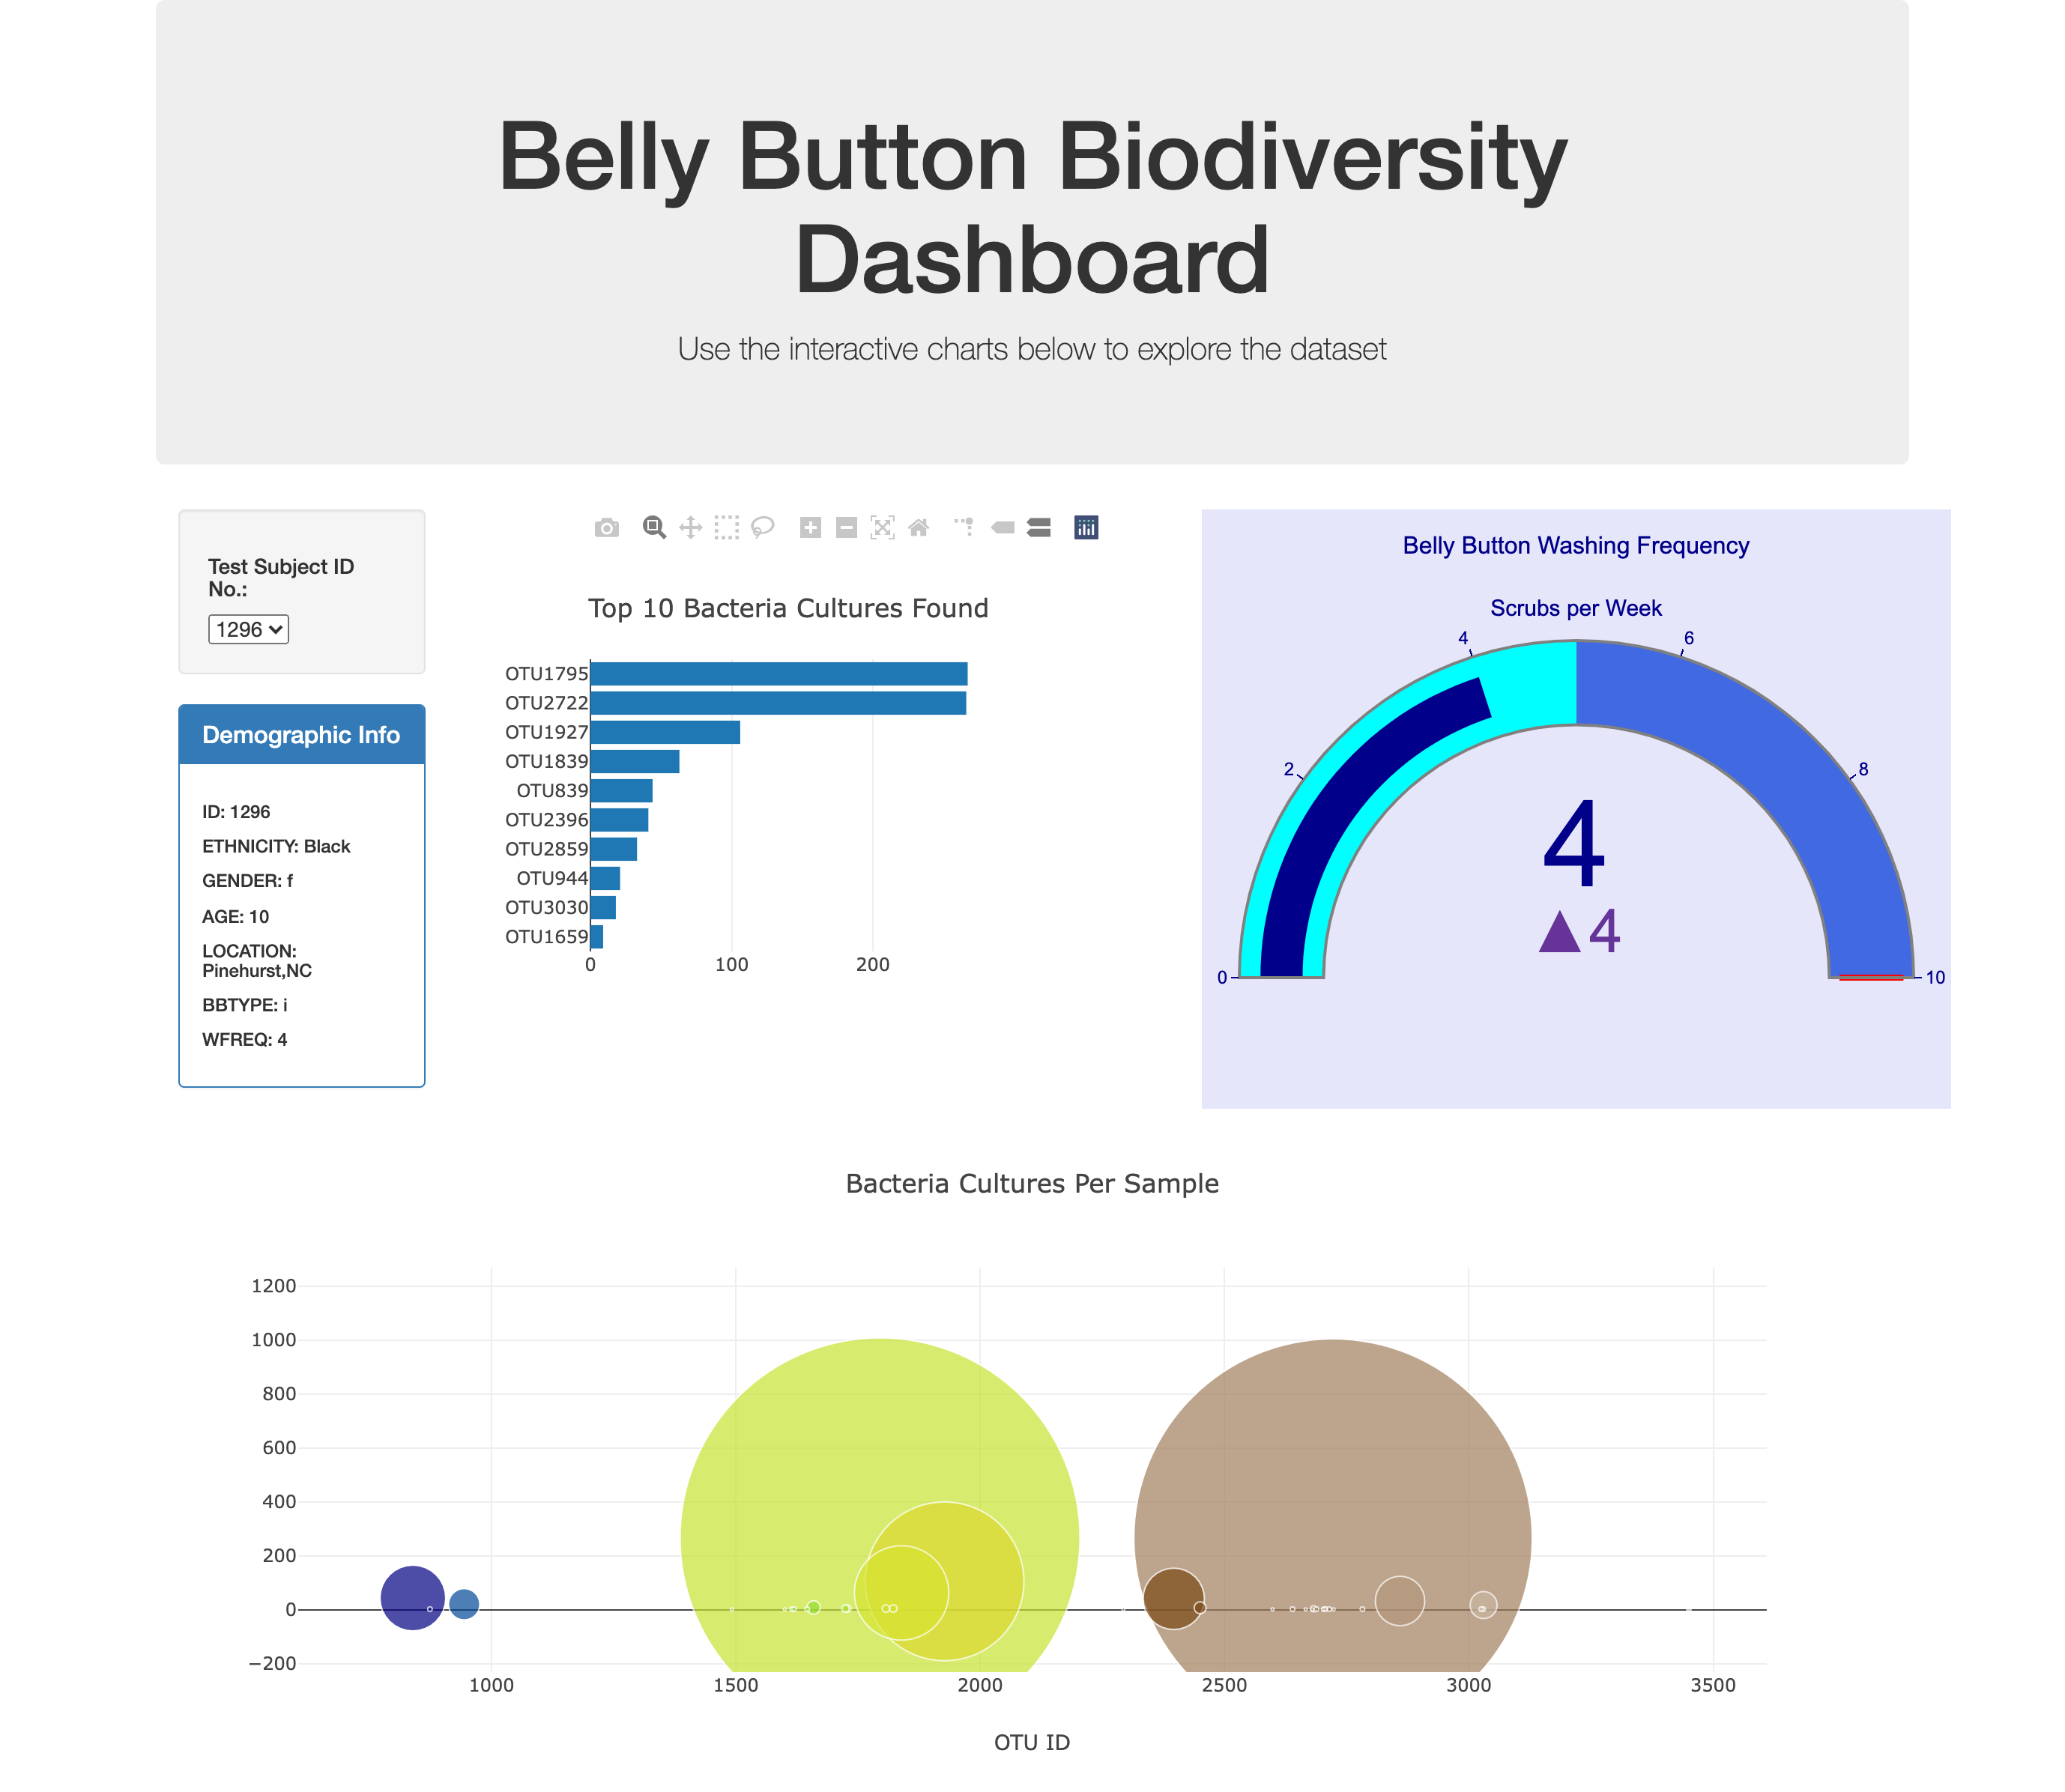 Belly Button Biodiversity
Dashboard
Use the interactive charts below to explore the dataset
Test Subject ID
No.:
1296
Demographic Info
ID: 1296
ETHNICITY: Black
GENDER: f
AGE: 10
LOCATION:
Pinehurst,NC
BBTYPE: i
WFREQ: 4
Top 10 Bacteria Cultures Found
OTU1795
OTU2722
OTU1927
OTU1839
OTU839
OTU2396
OTU2859
OTU944
OTU3030
OTU1659
0 100 200
Belly Button Washing Frequency
Scrubs per Week
0
2
4
6
8
10
4
▲4
Bacteria Cultures Per Sample
1200
1000
800
600
400
200
0
−200
1000 1500 2000 2500 3000 3500
OTU ID